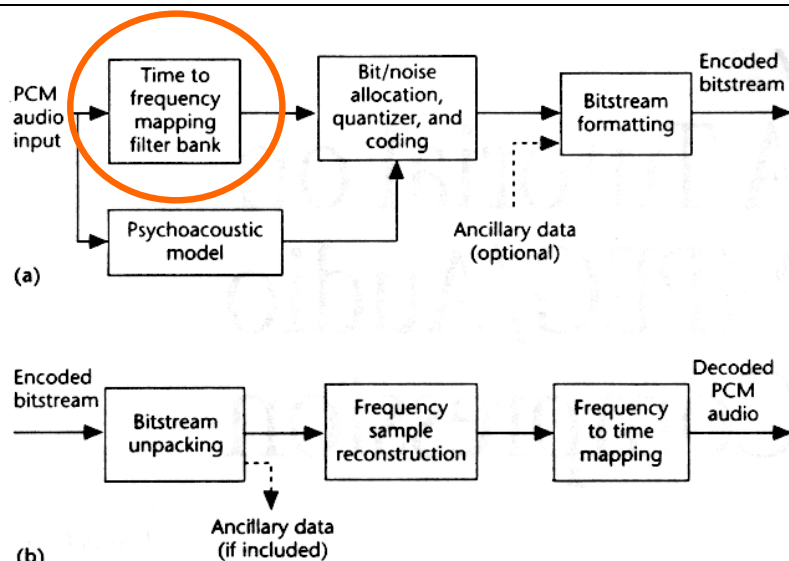 PCM
audio
input
Time to
frequency
mapping
filter bank
Bit/noise
allocation,
quantizer, and
coding
Bitstream
formatting
Encoded
bitstream
Psychoacoustic
model
Ancillary data
(optional)
(a)
Encoded
bitstream
Bitstream
unpacking
Frequency
sample
reconstruction
Frequency
to time
mapping
Decoded
PCM
audio
Ancillary data
(if included)
(b)